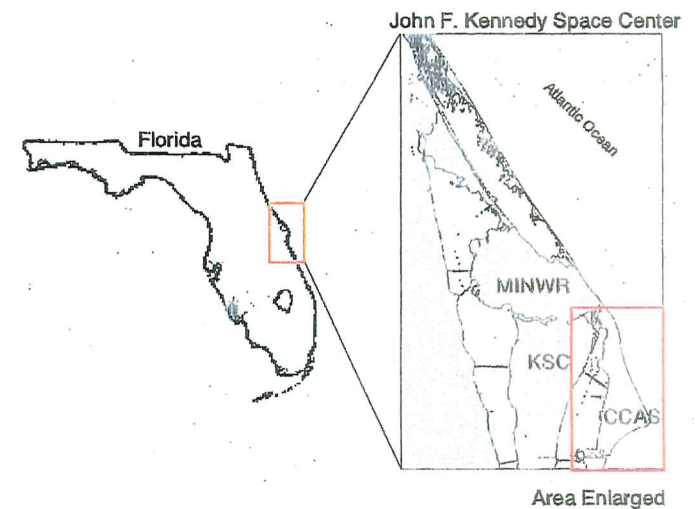 John F. Kennedy Space Center
Florida
Atlantic Ocean
MINWR
KSC
CCAS
Area Enlarged